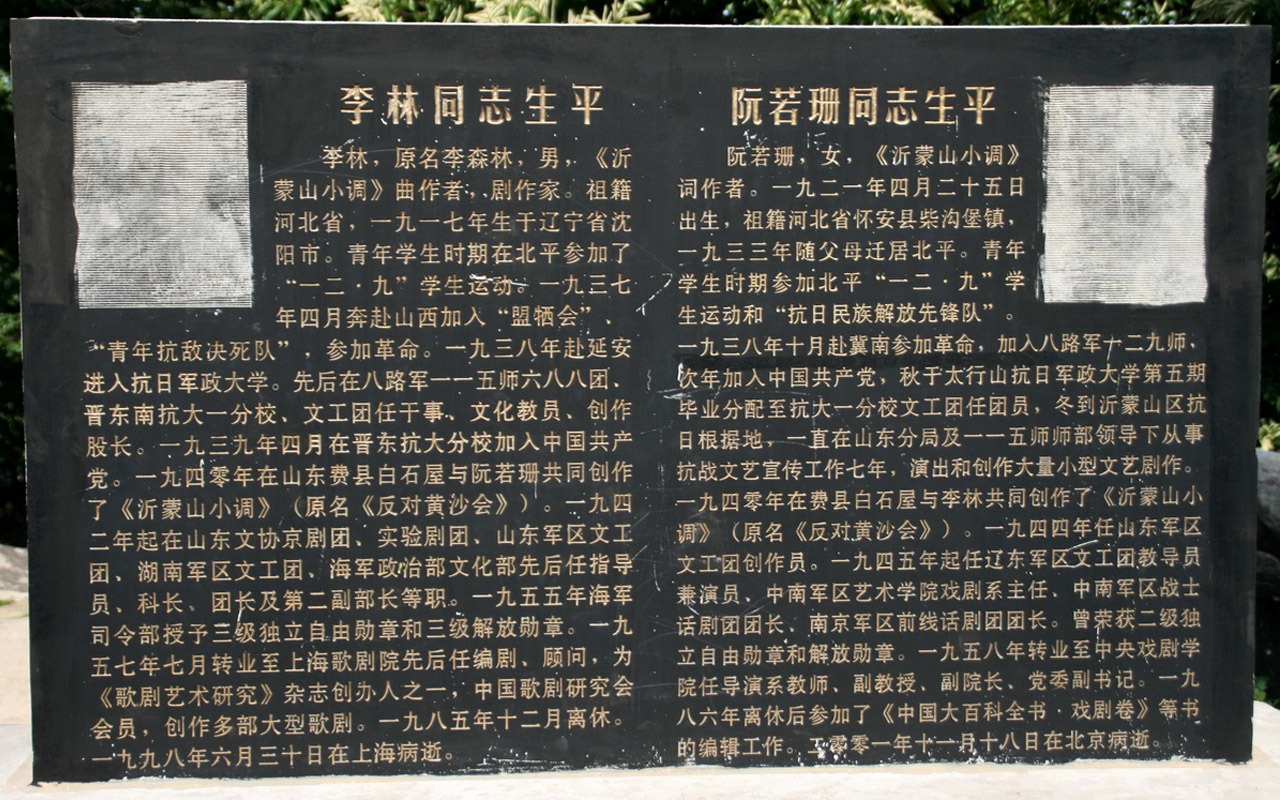 李林同志生平
李林，原名李森林，男，《沂
蒙山小调》曲作者，剧作家。祖籍
河北省，一九一七年生于辽宁省沈
阳市。青年学生时期在北平参加了
“一二·九”学生运动。一九三七
年四月奔赴山西加入“盟牺会”、
“青年抗敌决死队”，参加革命。一九三八年赴延安
进入抗日军政大学。先后在八路军一一五师六八八团、
晋东南抗大一分校、文工团任干事、文化教员、创作
股长。一九三九年四月在晋东抗大分校加入中国共产
党。一九四零年在山东费县白石屋与阮若珊共同创作
了《沂蒙山小调》（原名《反对黄沙会》）。一九四
二年起在山东文协京剧团、实验剧团、山东军区文工
团、湖南军区文工团、海军政治部文化部先后任指导
员、科长、团长及第二副部长等职。一九五五年海军
司令部授予三级独立自由勋章和三级解放勋章。一九
五七年七月转业至上海歌剧院先后任编剧、顾问，为
《歌剧艺术研究》杂志创办人之一，中国歌剧研究会
会员，创作多部大型歌剧。一九八五年十二月离休。
一九九八年六月三十日在上海病逝。
阮若珊同志生平
阮若珊，女，《沂蒙山小调》
词作者。一九二一年四月二十五日
出生，祖籍河北省怀安县柴沟堡镇，
一九三三年随父母迁居北平。青年
学生时期参加北平“一二·九”学
生运动和“抗日民族解放先锋队”。
一九三八年十月赴冀南参加革命，加入八路军一二九师，
次年加入中国共产党，秋于太行山抗日军政大学第五期
毕业分配至抗大一分校文工团任团员，冬到沂蒙山区抗
日根据地，一直在山东分局及一一五师师部领导下从事
抗战文艺宣传工作七年，演出和创作大量小型文艺剧作。
一九四零年在费县白石屋与李林共同创作了《沂蒙山小
调》（原名《反对黄沙会》）。一九四四年任山东军区
文工团创作员。一九四五年起任辽东军区文工团教导员
兼演员、中南军区艺术学院戏剧系主任、中南军区战士
话剧团团长、南京军区前线话剧团团长。曾荣获二级独
立自由勋章和解放勋章。一九五八年转业至中央戏剧学
院任导演系教师、副教授、副院长、党委副书记。一九
八六年离休后参加了《中国大百科全书·戏剧卷》等书
的编辑工作。二零零一年十一月十八日在北京病逝。